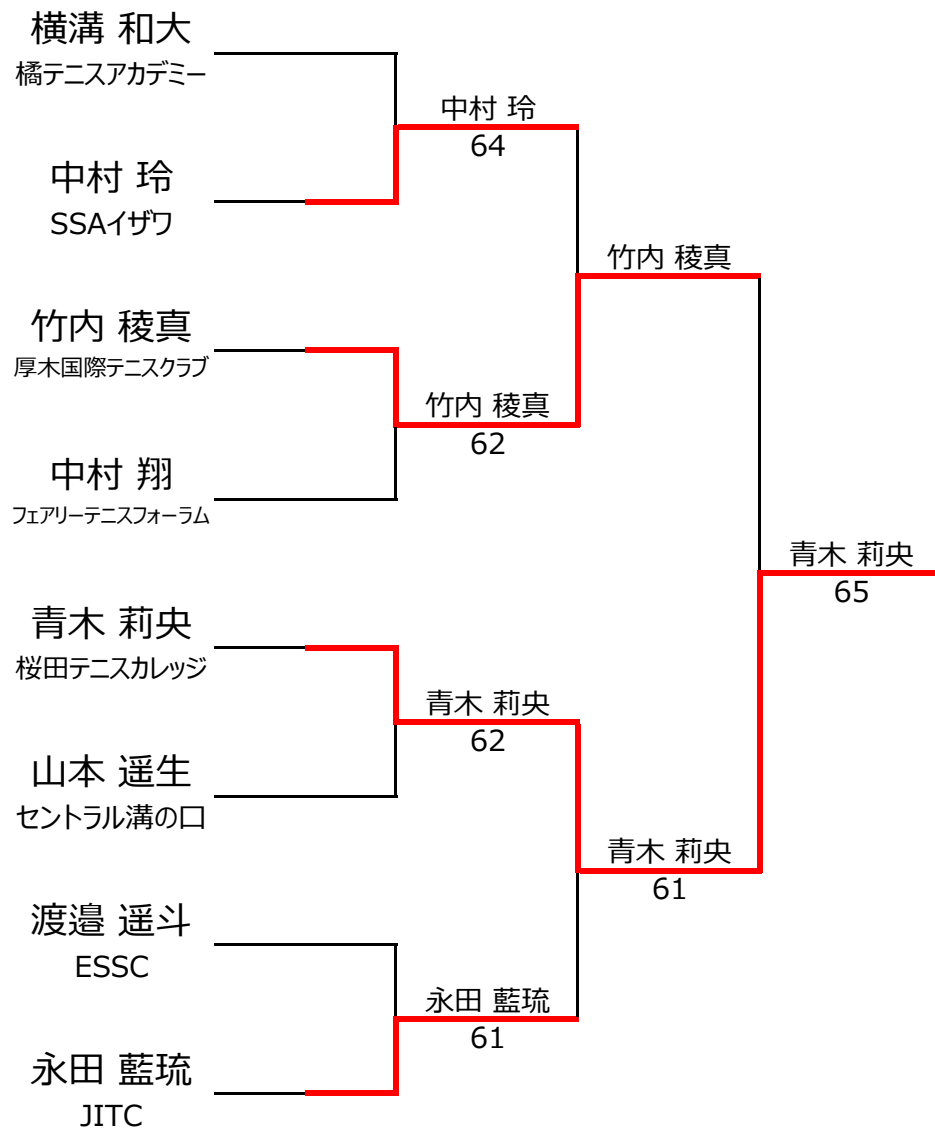 横溝 和大
橘テニスアカデミー
中村 玲
64
中村 玲
SSAイザワ
竹内 稜真
竹内 稜真
厚木国際テニスクラブ
竹内 稜真
62
中村 翔
フェアリーテニスフォーラム
青木 莉央
65
青木 莉央
桜田テニスカレッジ
青木 莉央
62
山本 遥生
セントラル溝の口
青木 莉央
61
渡邉 遥斗
ESSC
永田 藍琉
61
永田 藍琉
JITC